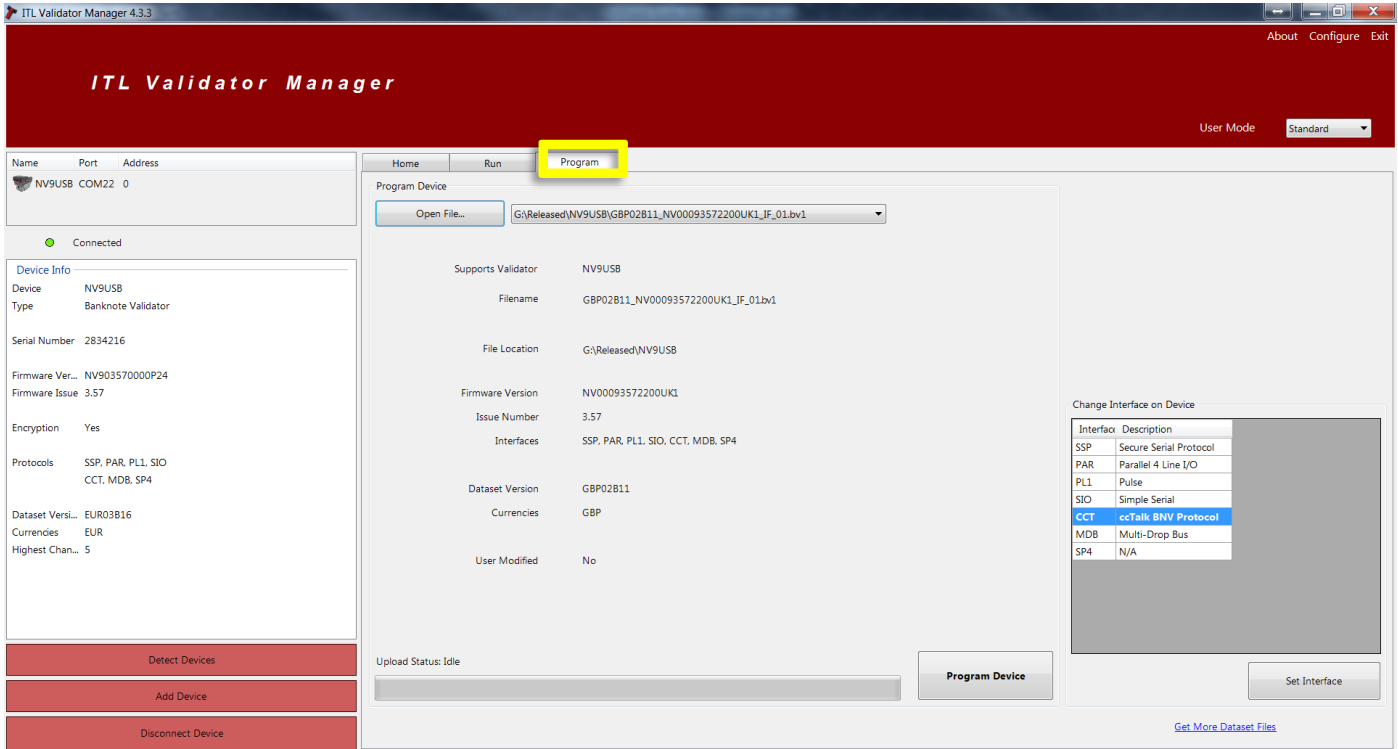 ITL Validator Manager 4.3.3
About Configure Exit
ITL Validator Manager
User Mode Standard
Name Port Address
NV9USB COM22 0
Connected
Device Info
Device NV9USB
Type Banknote Validator
Serial Number 2834216
Firmware Ver... NV903570000P24
Firmware Issue 3.57
Encryption Yes
Protocols SSP, PAR, PL1, SIO
CCT, MDB, SP4
Dataset Versi... EUR03B16
Currencies EUR
Highest Chan... 5
Detect Devices
Add Device
Disconnect Device
Home Run Program
Program Device
Open File... G:\Released\NV9USB\GBP02B11_NV00093572200UK1_IF_01.bv1
Supports Validator NV9USB
Filename GBP02B11_NV00093572200UK1_IF_01.bv1
File Location G:\Released\NV9USB
Firmware Version NV00093572200UK1
Issue Number 3.57
Interfaces SSP, PAR, PL1, SIO, CCT, MDB, SP4
Dataset Version GBP02B11
Currencies GBP
User Modified No
Upload Status: Idle
Program Device
Change Interface on Device
Interfac Description
SSP Secure Serial Protocol
PAR Parallel 4 Line I/O
PL1 Pulse
SIO Simple Serial
CCT ccTalk BNV Protocol
MDB Multi-Drop Bus
SP4 N/A
Set Interface
Get More Dataset Files